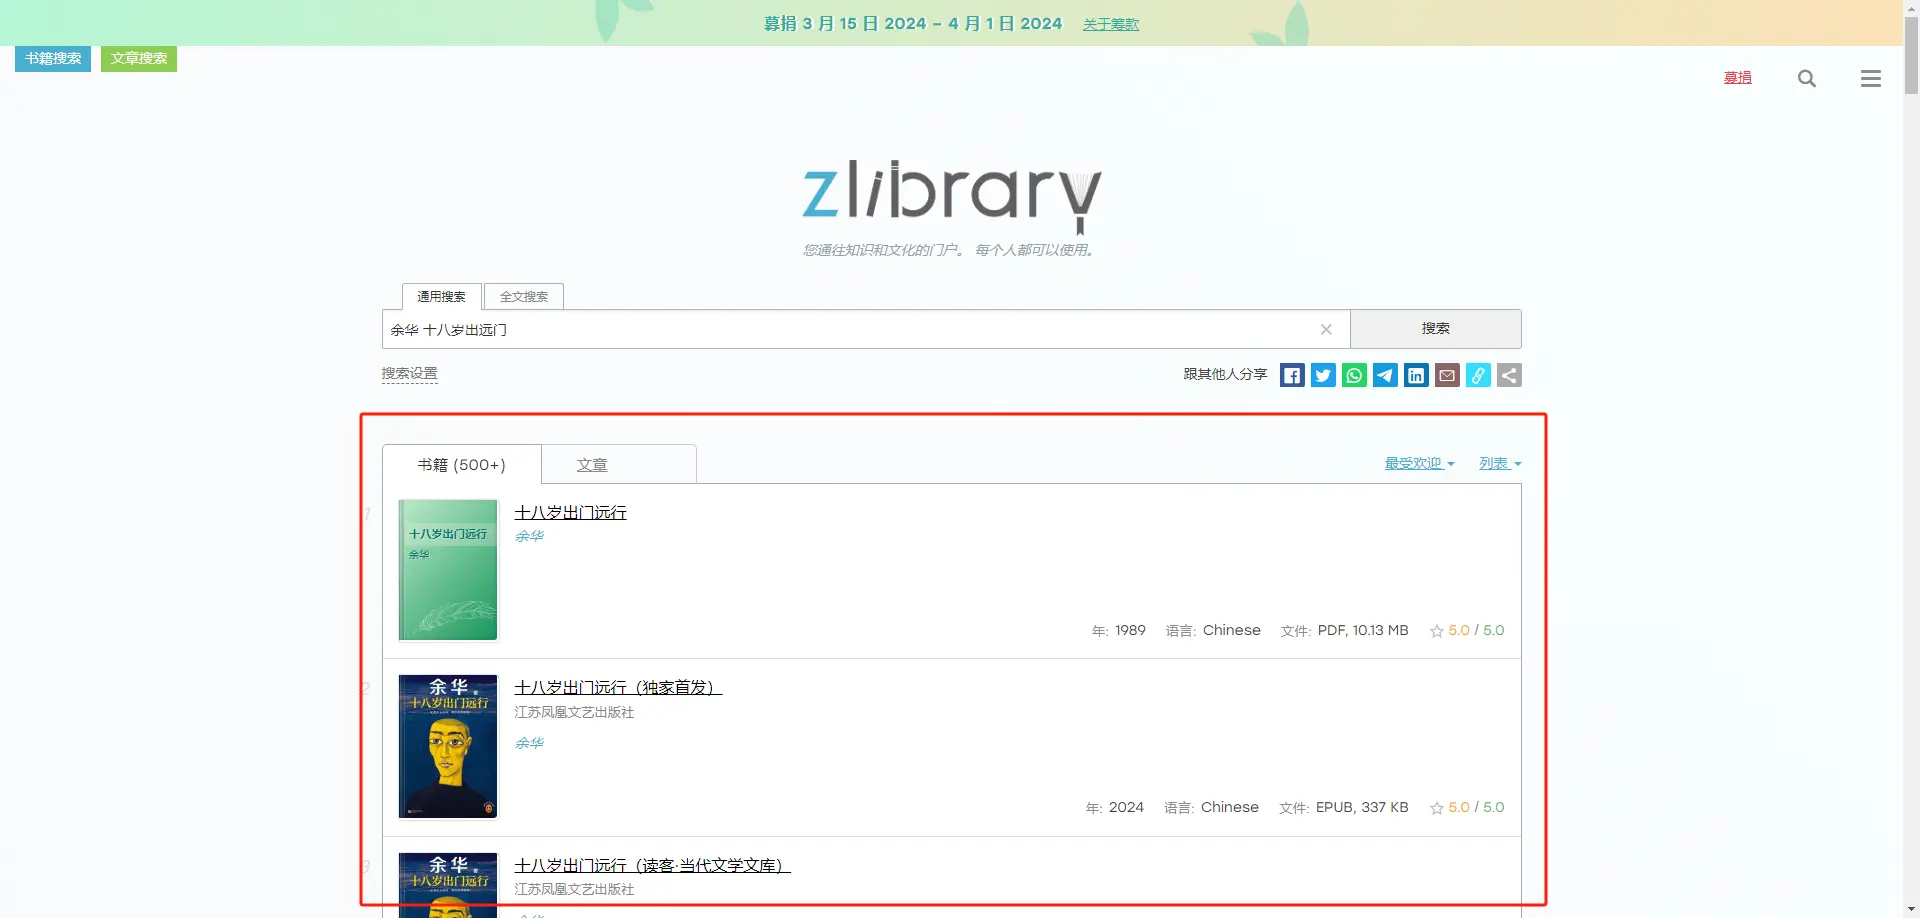 募捐 3 月 15 日 2024 – 4 月 1 日 2024 关于筹款
书籍搜索 文章搜索
募捐
zlibrary
您通往知识和文化的门户。 每个人都可以使用。
通用搜索 全文搜索
余华 十八岁出远门 × 搜索
搜索设置 跟其他人分享
书籍 (500+) 文章 最受欢迎 列表
1
十八岁出门远行
余华
十八岁出门远行
余华
年: 1989 语言: Chinese 文件: PDF, 10.13 MB 5.0 / 5.0
2
余华
十八岁出门远行
十八岁出门远行（独家首发）
江苏凤凰文艺出版社
余华
年: 2024 语言: Chinese 文件: EPUB, 337 KB 5.0 / 5.0
3
余华
十八岁出门远行
十八岁出门远行（读客·当代文学文库）
江苏凤凰文艺出版社